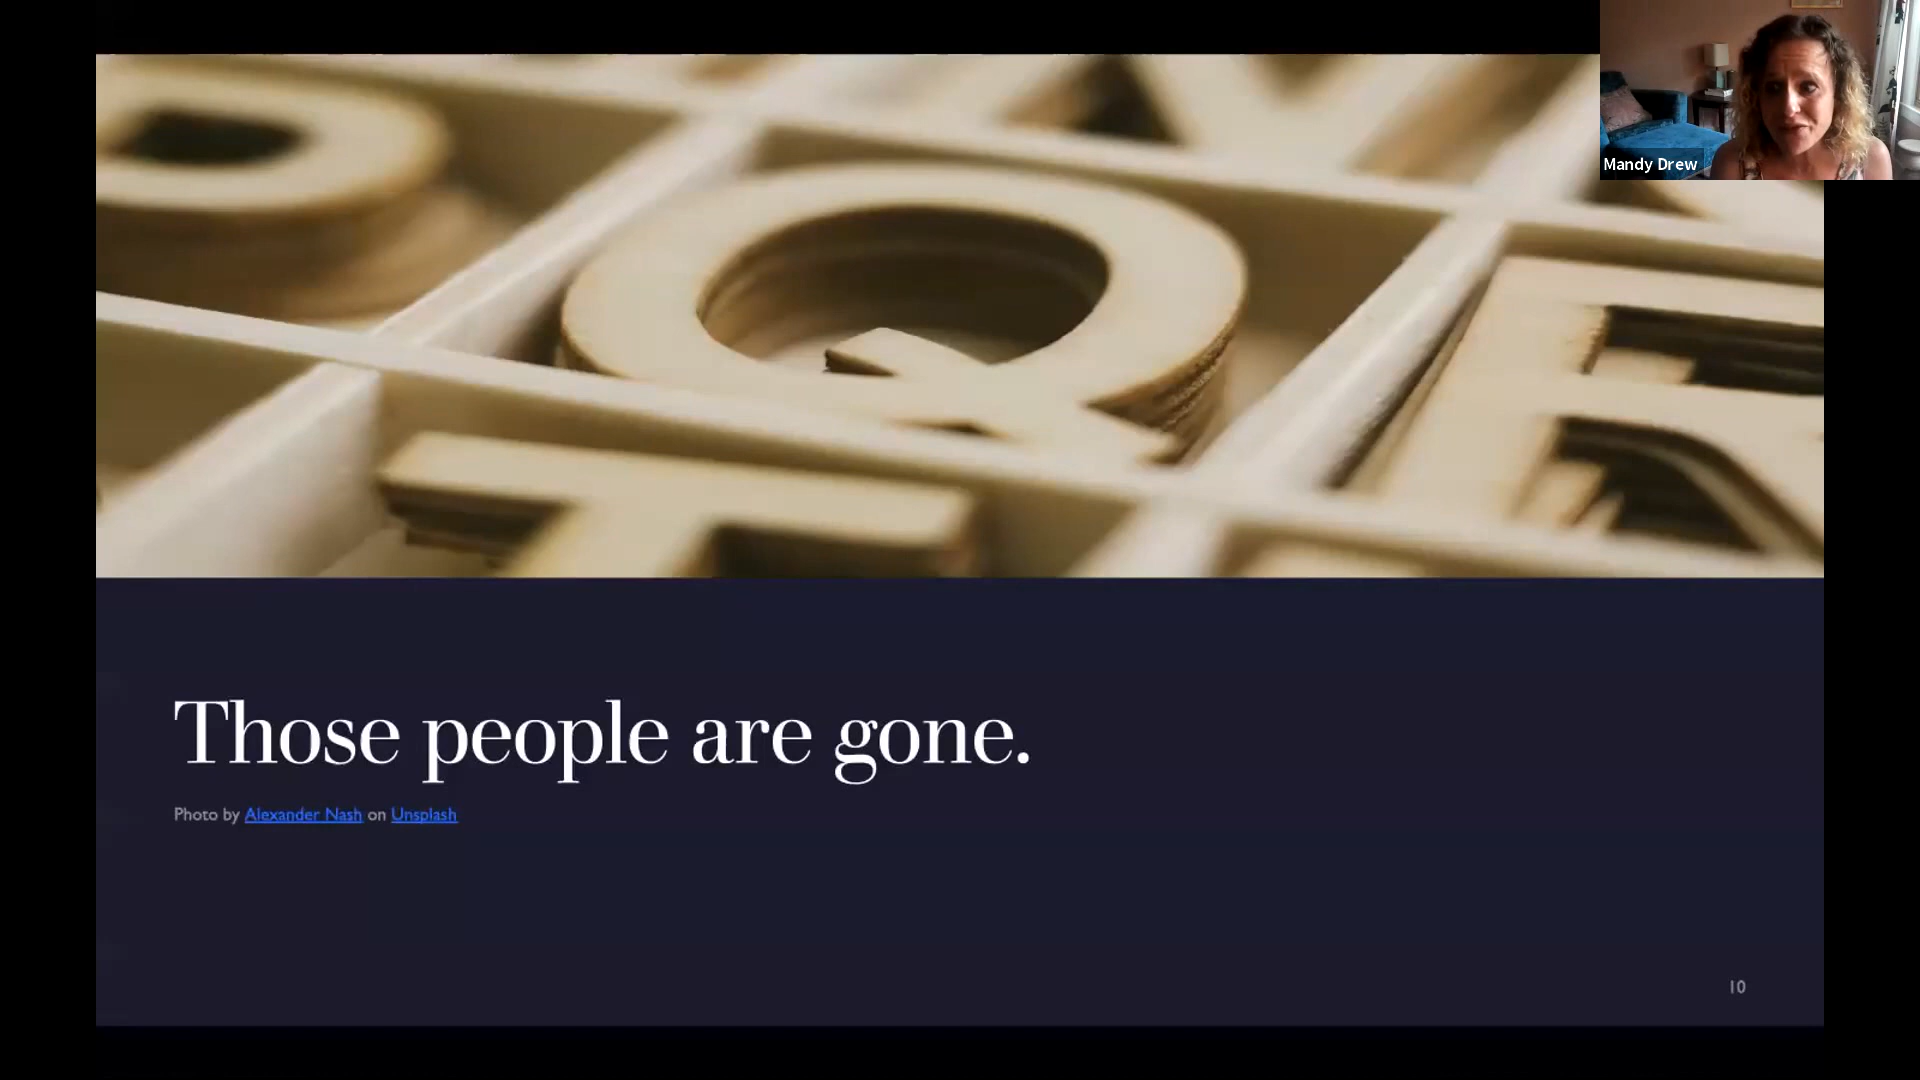 Mandy Drew
Q
Those people are gone.
Photo by Alexander Nash on Unsplash
10